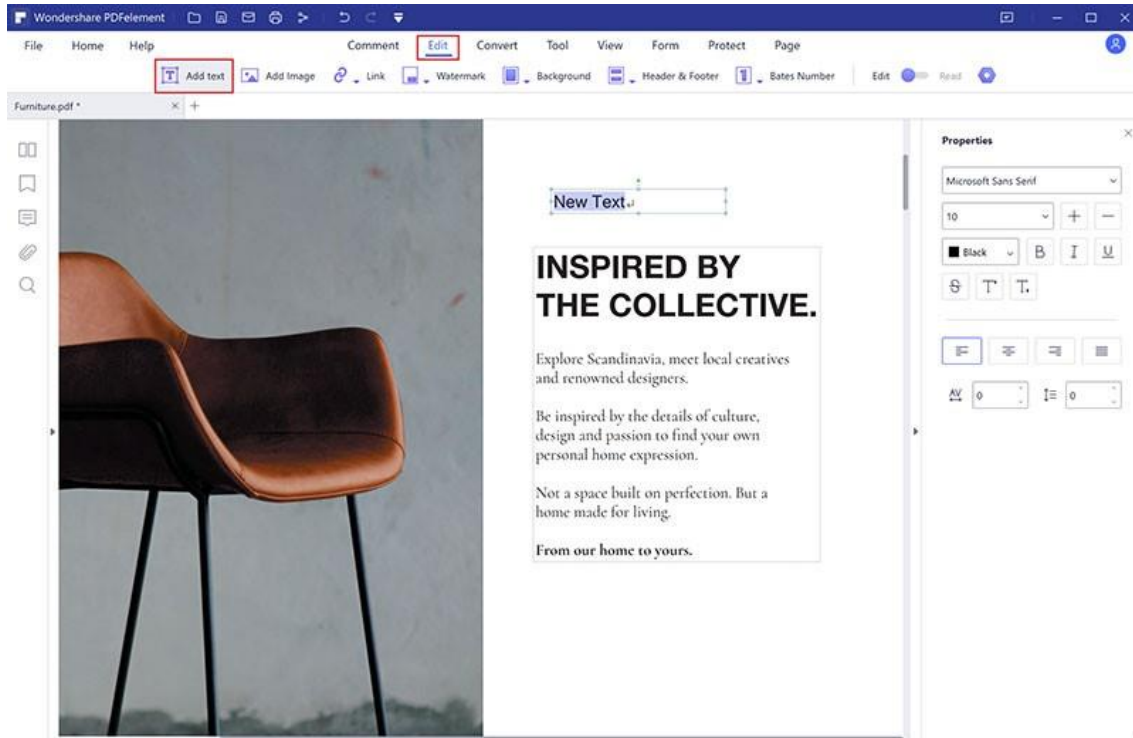 Wondershare PDFelement
File Home Help Comment Edit Convert Tool View Form Protect Page
Add text Add Image Link Watermark Background Header & Footer Bates Number Edit Read
Furniture.pdf *
Properties
Microsoft Sans Serif
10
Black B I U
S T T
AV 0 0
New Text
INSPIRED BY
THE COLLECTIVE.
Explore Scandinavia, meet local creatives
and renowned designers.
Be inspired by the details of culture,
design and passion to find your own
personal home expression.
Not a space built on perfection. But a
home made for living.
From our home to yours.